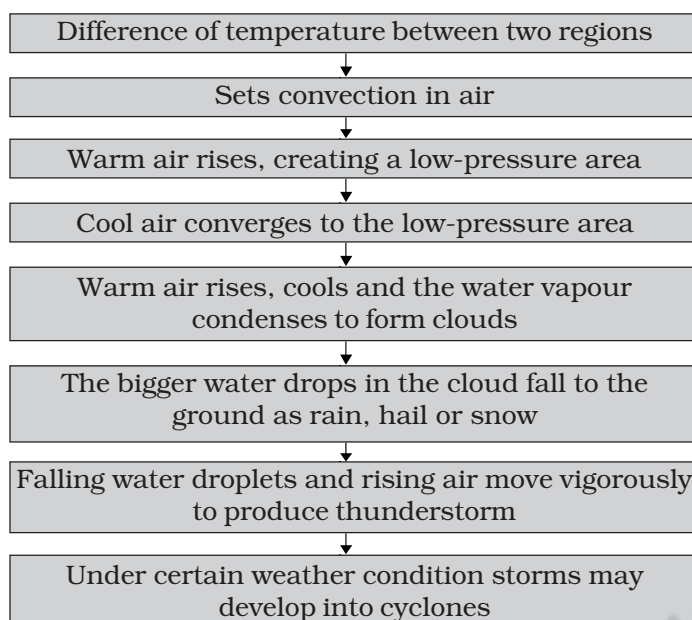 Difference of temperature between two regions
Sets convection in air
Warm air rises, creating a low-pressure area
Cool air converges to the low-pressure area
Warm air rises, cools and the water vapour
condenses to form clouds
The bigger water drops in the cloud fall to the
ground as rain, hail or snow
Falling water droplets and rising air move vigorously
to produce thunderstorm
Under certain weather condition storms may
develop into cyclones